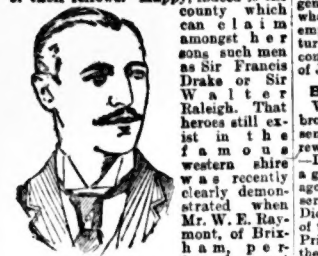 county which
can claim
amongst her
sons such men
as Sir Francis
Drake or Sir
Walter
Raleigh. That
heroes still ex-
ist in the
famous
western shire
was recently
clearly demon-
strated when
Mr. W. E. Ray-
mont, of Brix-
ham, per-